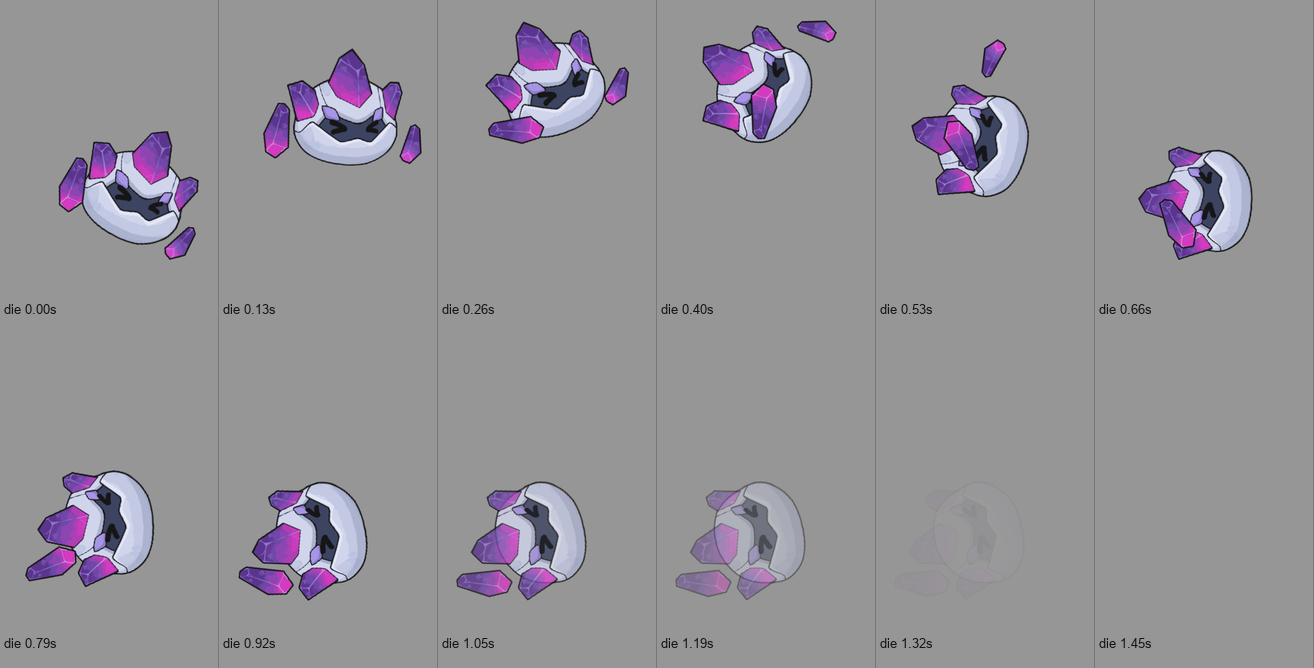 die 0.00s
die 0.13s
die 0.26s
die 0.40s
die 0.53s
die 0.66s
die 0.79s
die 0.92s
die 1.05s
die 1.19s
die 1.32s
die 1.45s